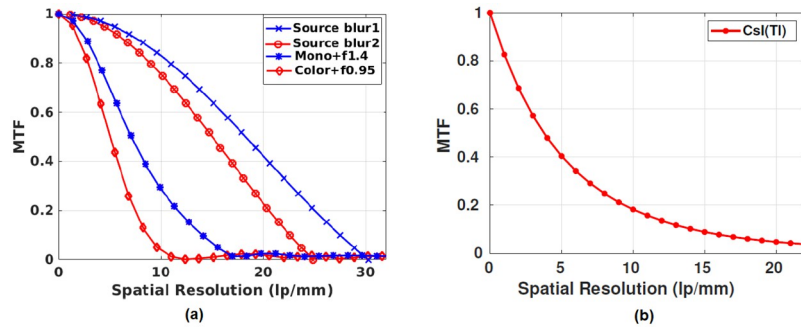 1
0.8
0.6
0.4
0.2
0
0 10 20 30
MTF
Spatial Resolution (lp/mm)
Source blur1
Source blur2
Mono+f1.4
Color+f0.95
(a)
1
0.8
0.6
0.4
0.2
0
0 5 10 15 20
MTF
Spatial Resolution (lp/mm)
CsI(Tl)
(b)